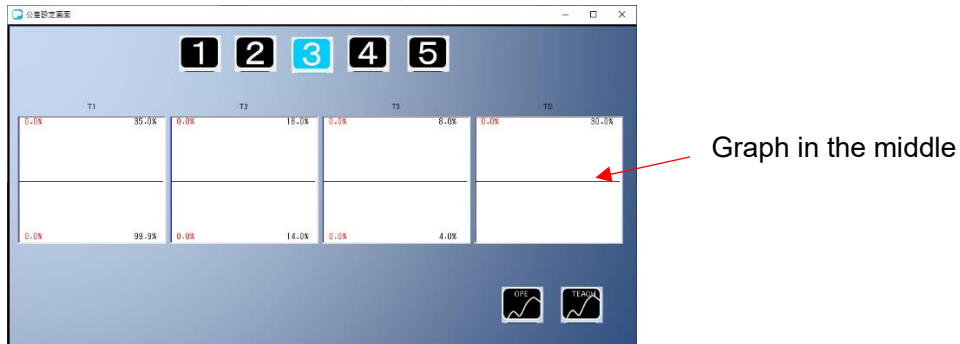 公差設定画面
1 2 3 4 5
T1 T2 T3 TD
0.0% 35.0% 0.0% 18.0% 0.0% 8.0% 0.0% 30.0%
Graph in the middle
0.0% 99.9% 0.0% 14.0% 0.0% 4.0%
OPE TEACH